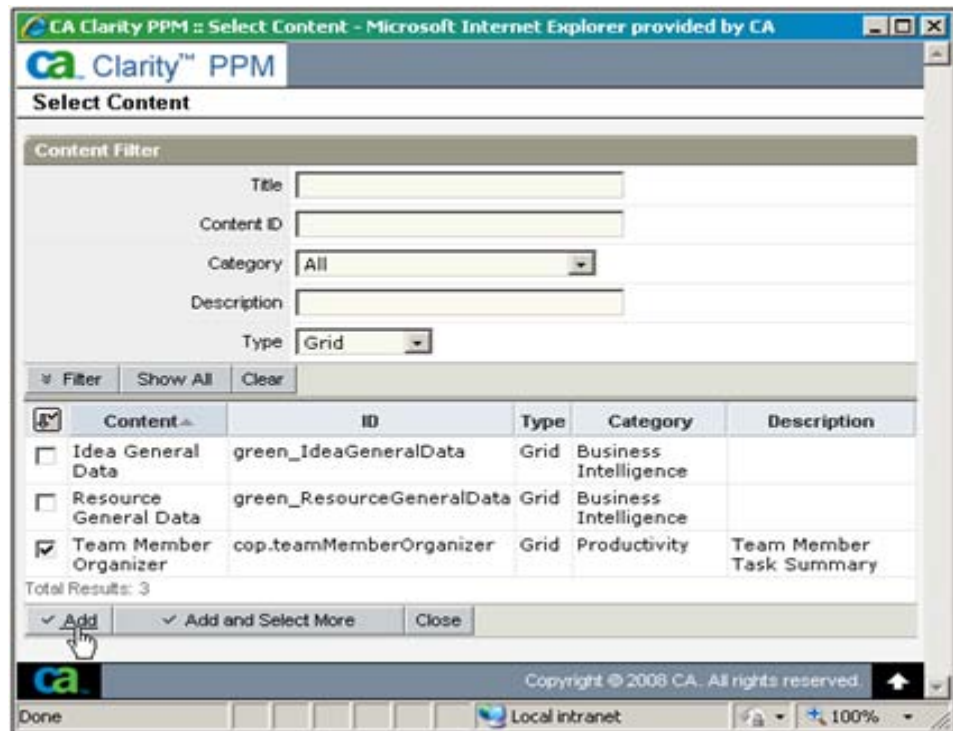 CA Clarity PPM :: Select Content - Microsoft Internet Explorer provided by CA
ca Clarity™ PPM
Select Content
Content Filter
Title
Content ID
Category All
Description
Type Grid
Filter Show All Clear
Content ID Type Category Description
Idea General Data green_IdeaGeneralData Grid Business Intelligence
Resource General Data green_ResourceGeneralData Grid Business Intelligence
Team Member Organizer cop.teamMemberOrganizer Grid Productivity Team Member Task Summary
Total Results: 3
Add Add and Select More Close
ca Copyright © 2008 CA. All rights reserved.
Done Local intranet 100%